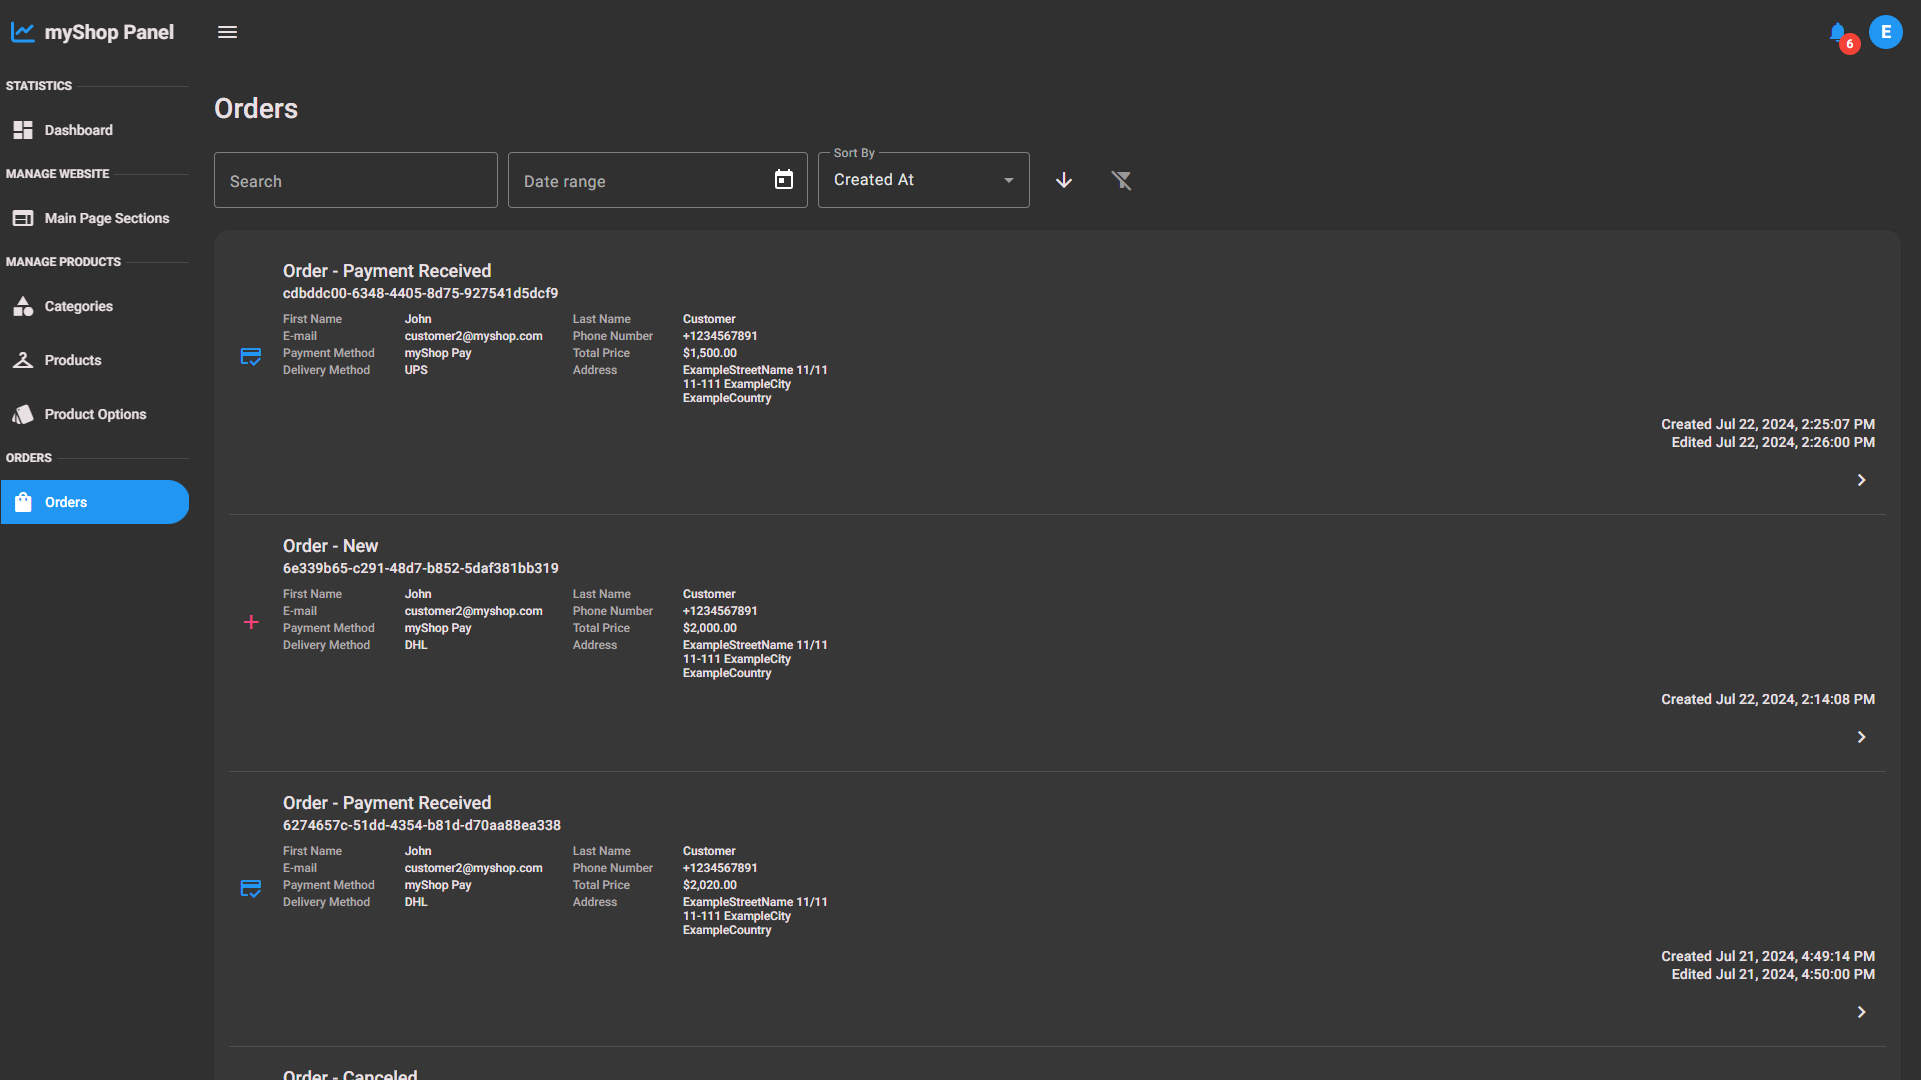 myShop Panel
6
E
STATISTICS
Dashboard
MANAGE WEBSITE
Main Page Sections
MANAGE PRODUCTS
Categories
Products
Product Options
ORDERS
Orders
Orders
Search
Date range
Sort By
Created At
Order - Payment Received
cdbddc00-6348-4405-8d75-927541d5dcf9
First Name John Last Name Customer
E-mail customer2@myshop.com Phone Number +1234567891
Payment Method myShop Pay Total Price $1,500.00
Delivery Method UPS Address ExampleStreetName 11/11
11-111 ExampleCity
ExampleCountry
Created Jul 22, 2024, 2:25:07 PM
Edited Jul 22, 2024, 2:26:00 PM
Order - New
6e339b65-c291-48d7-b852-5daf381bb319
First Name John Last Name Customer
E-mail customer2@myshop.com Phone Number +1234567891
Payment Method myShop Pay Total Price $2,000.00
Delivery Method DHL Address ExampleStreetName 11/11
11-111 ExampleCity
ExampleCountry
Created Jul 22, 2024, 2:14:08 PM
Order - Payment Received
6274657c-51dd-4354-b81d-d70aa88ea338
First Name John Last Name Customer
E-mail customer2@myshop.com Phone Number +1234567891
Payment Method myShop Pay Total Price $2,020.00
Delivery Method DHL Address ExampleStreetName 11/11
11-111 ExampleCity
ExampleCountry
Created Jul 21, 2024, 4:49:14 PM
Edited Jul 21, 2024, 4:50:00 PM
Order - Canceled